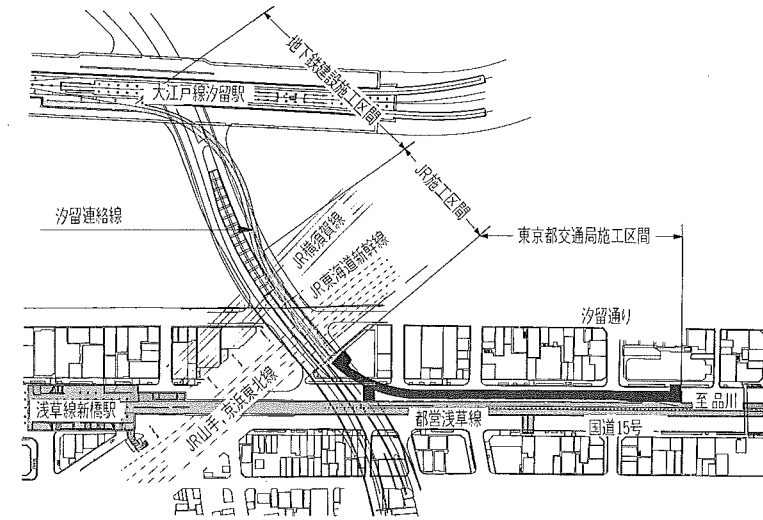 地下鉄建設施工区間
大江戸線汐留駅
JR施工区間
汐留連絡線
JR横須賀線
JR東海道新幹線
東京都交通局施工区間
汐留通り
浅草線新橋駅
JR山手,京浜東北線
都営浅草線
至品川
国道15号